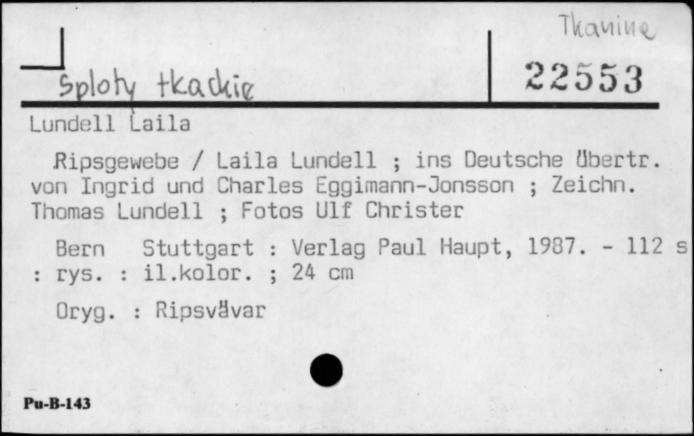 Tkanine
Sploty tkackie
22553
Lundell Laila
Ripsgewebe / Laila Lundell ; ins Deutsche Übertr.
von Ingrid und Charles Eggimann-Jonsson ; Zeichn.
Thomas Lundell ; Fotos Ulf Christer
Bern Stuttgart : Verlag Paul Haupt, 1987. - 112 s
: rys. : il.kolor. ; 24 cm
Oryg. : Ripsvävar
Pu-B-143